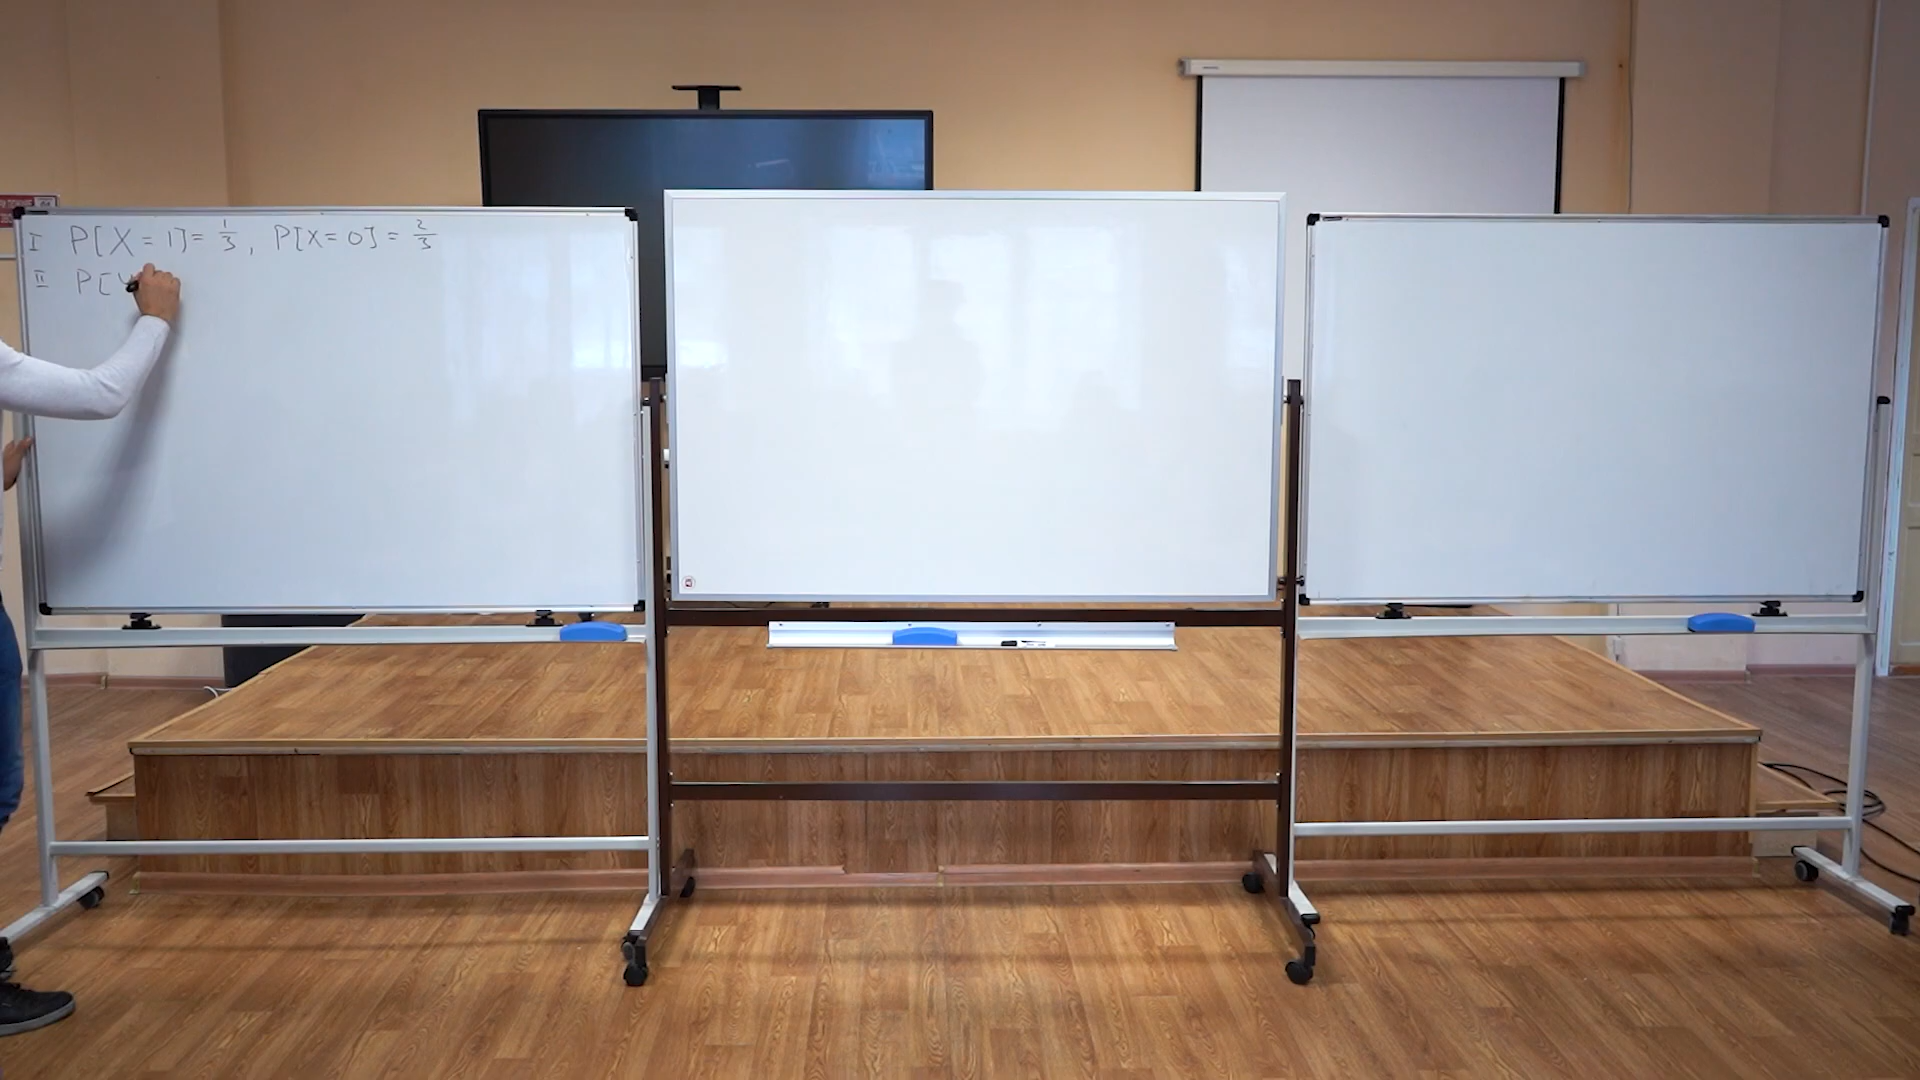 I P[X = 1] = 1/3, P[X = 0] = 2/3
II P[